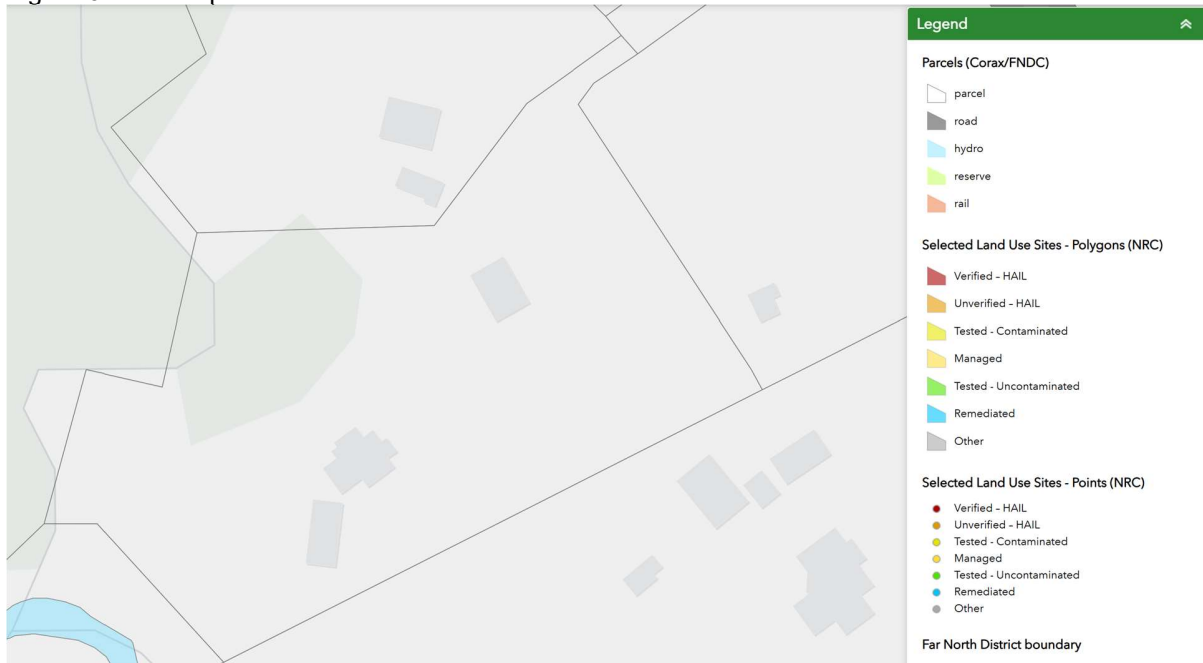 Legend
Parcels (Corax/FNDC)
parcel
road
hydro
reserve
rail
Selected Land Use Sites - Polygons (NRC)
Verified - HAIL
Unverified - HAIL
Tested - Contaminated
Managed
Tested - Uncontaminated
Remediated
Other
Selected Land Use Sites - Points (NRC)
Verified - HAIL
Unverified - HAIL
Tested - Contaminated
Managed
Tested - Uncontaminated
Remediated
Other
Far North District boundary